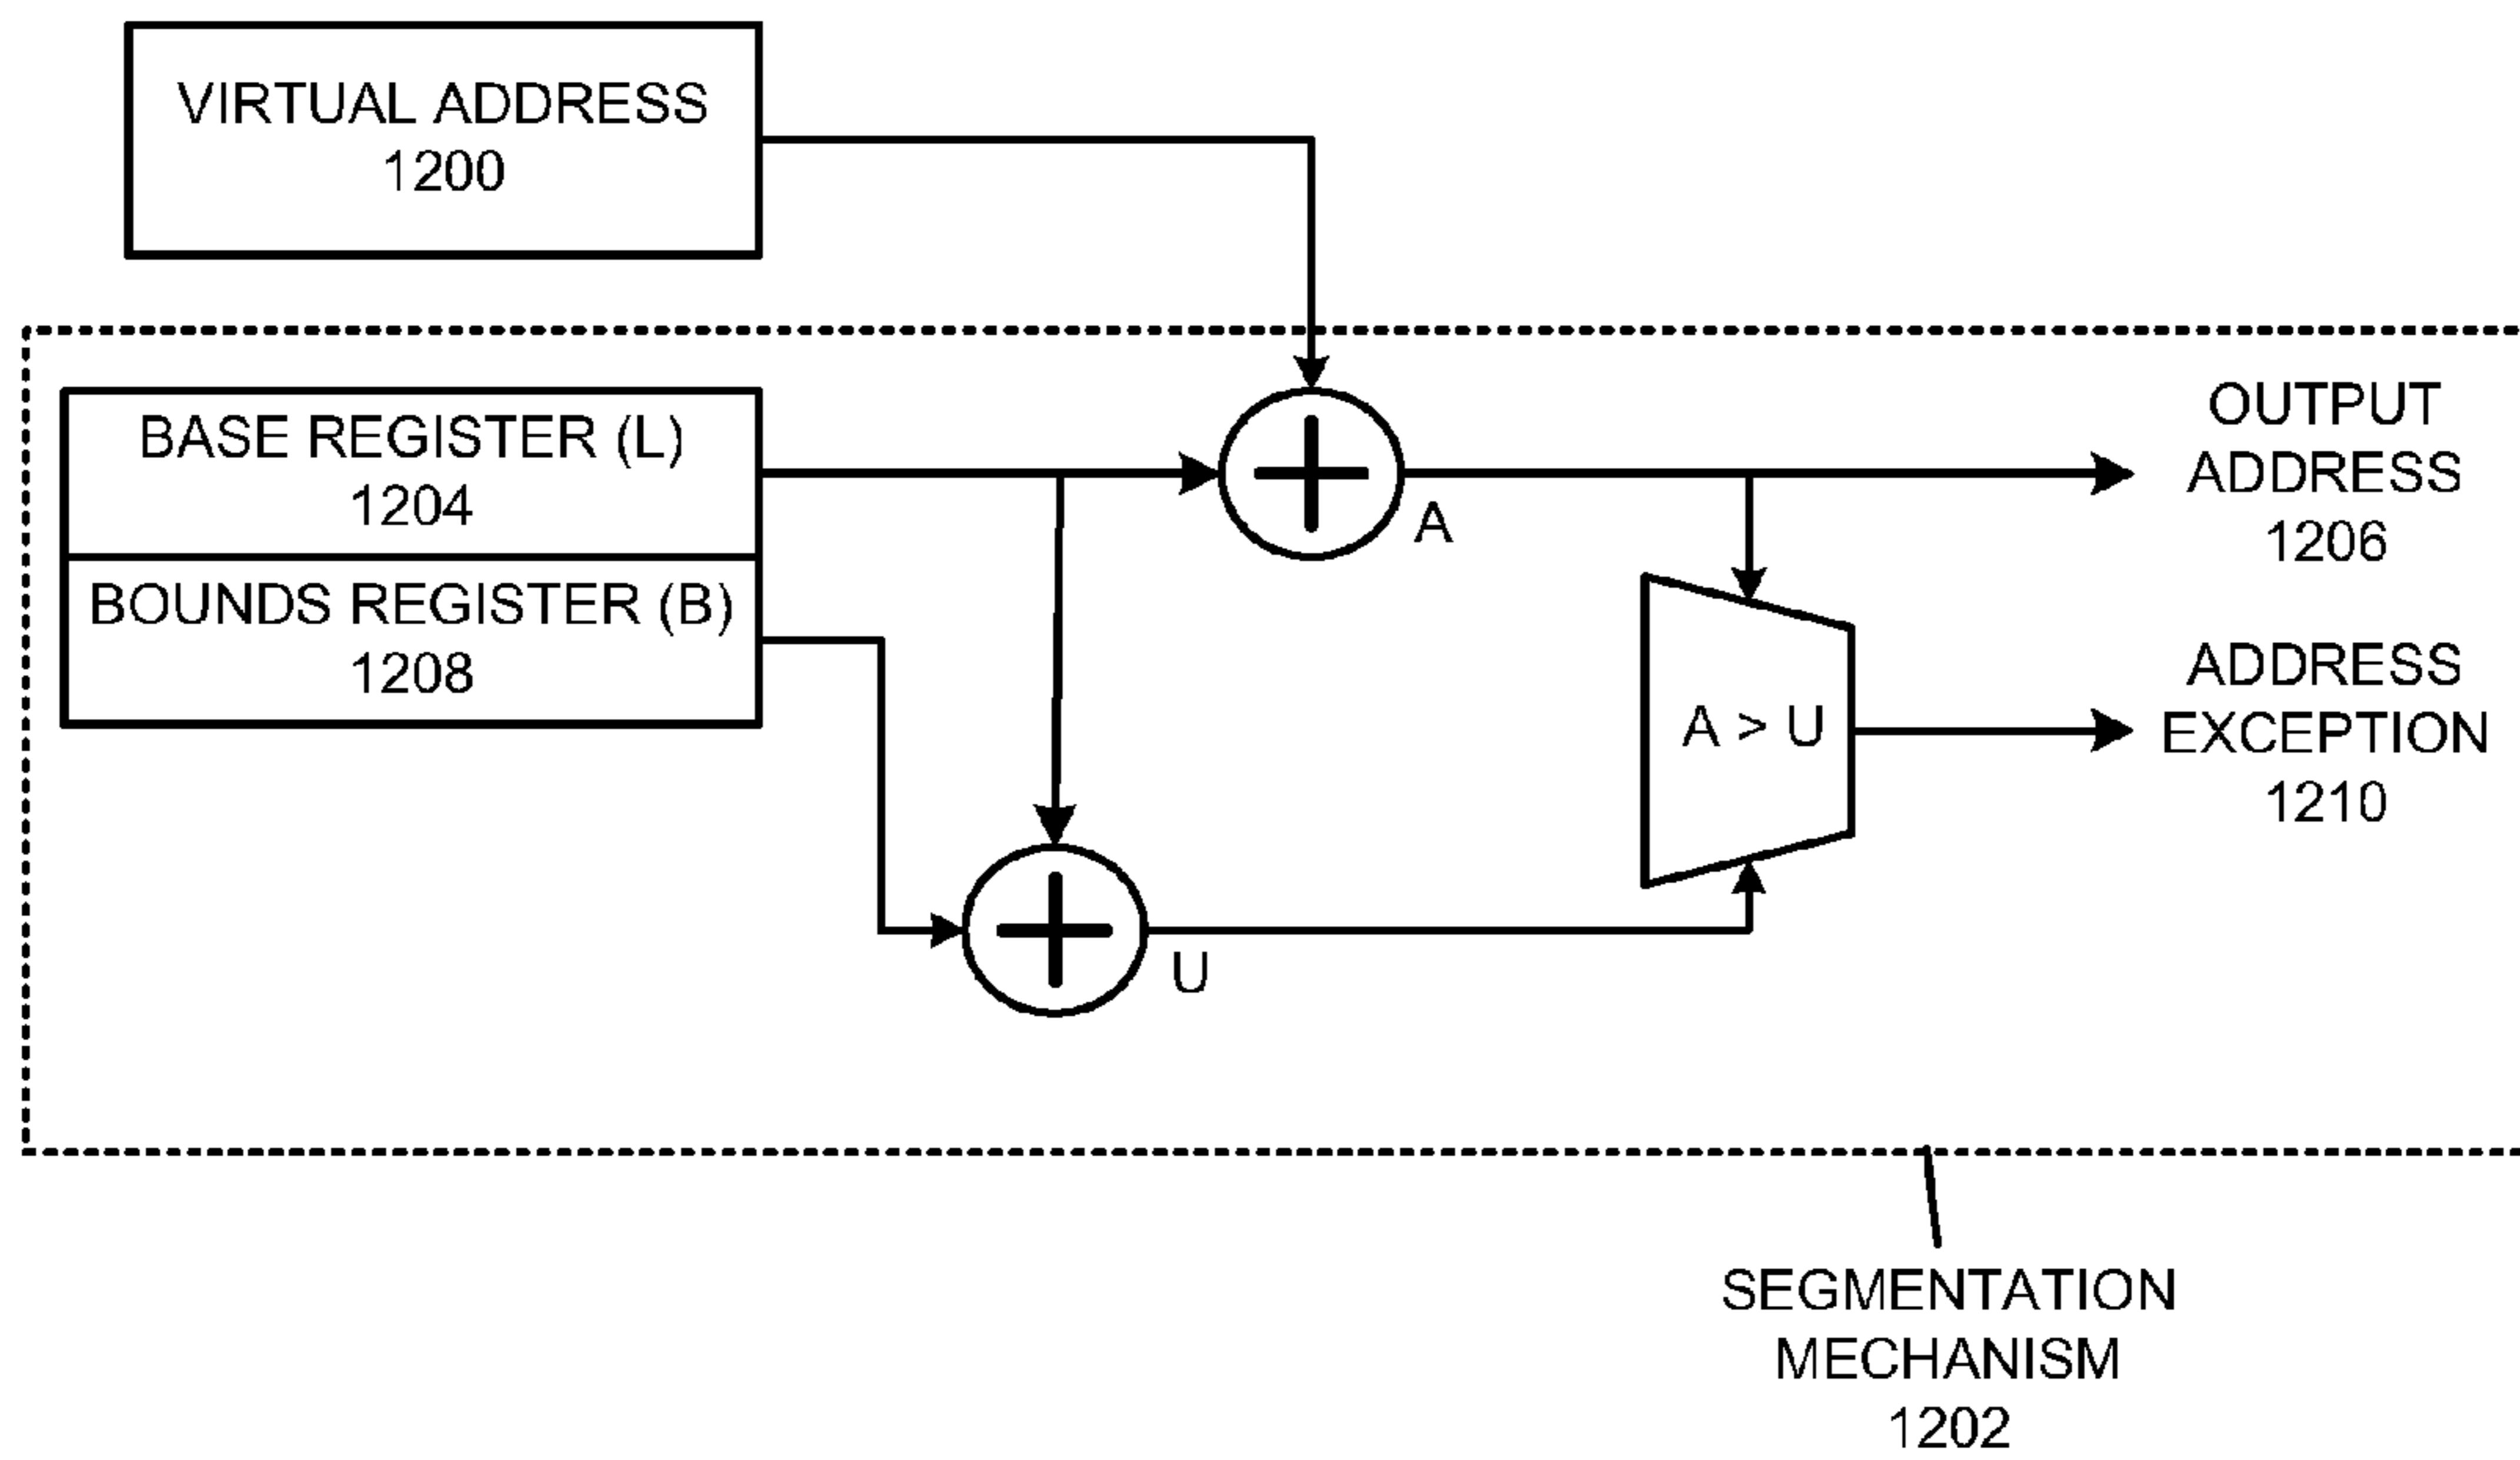 VIRTUAL ADDRESS
1200
BASE REGISTER (L)
1204
BOUNDS REGISTER (B)
1208
A
U
A > U
OUTPUT
ADDRESS
1206
ADDRESS
EXCEPTION
1210
SEGMENTATION
MECHANISM
1202